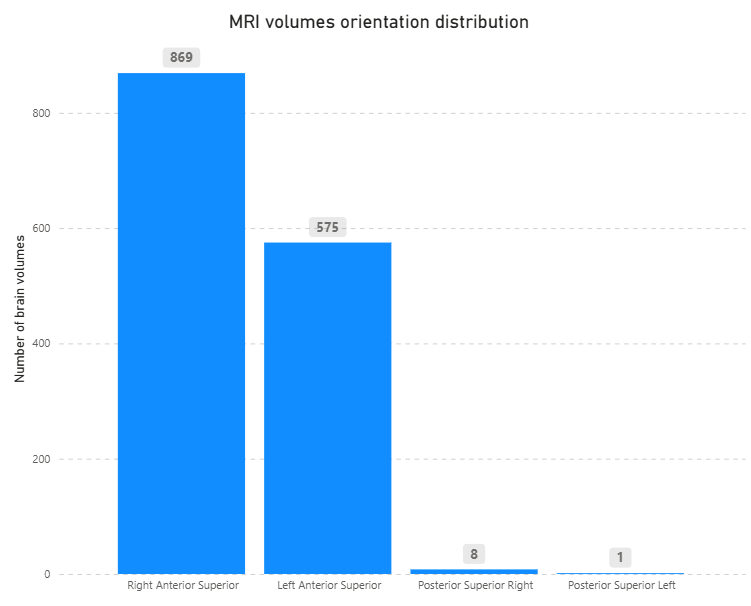 MRI volumes orientation distribution
869
800
600
575
Number of brain volumes
400
200
8
1
0
Right Anterior Superior
Left Anterior Superior
Posterior Superior Right
Posterior Superior Left